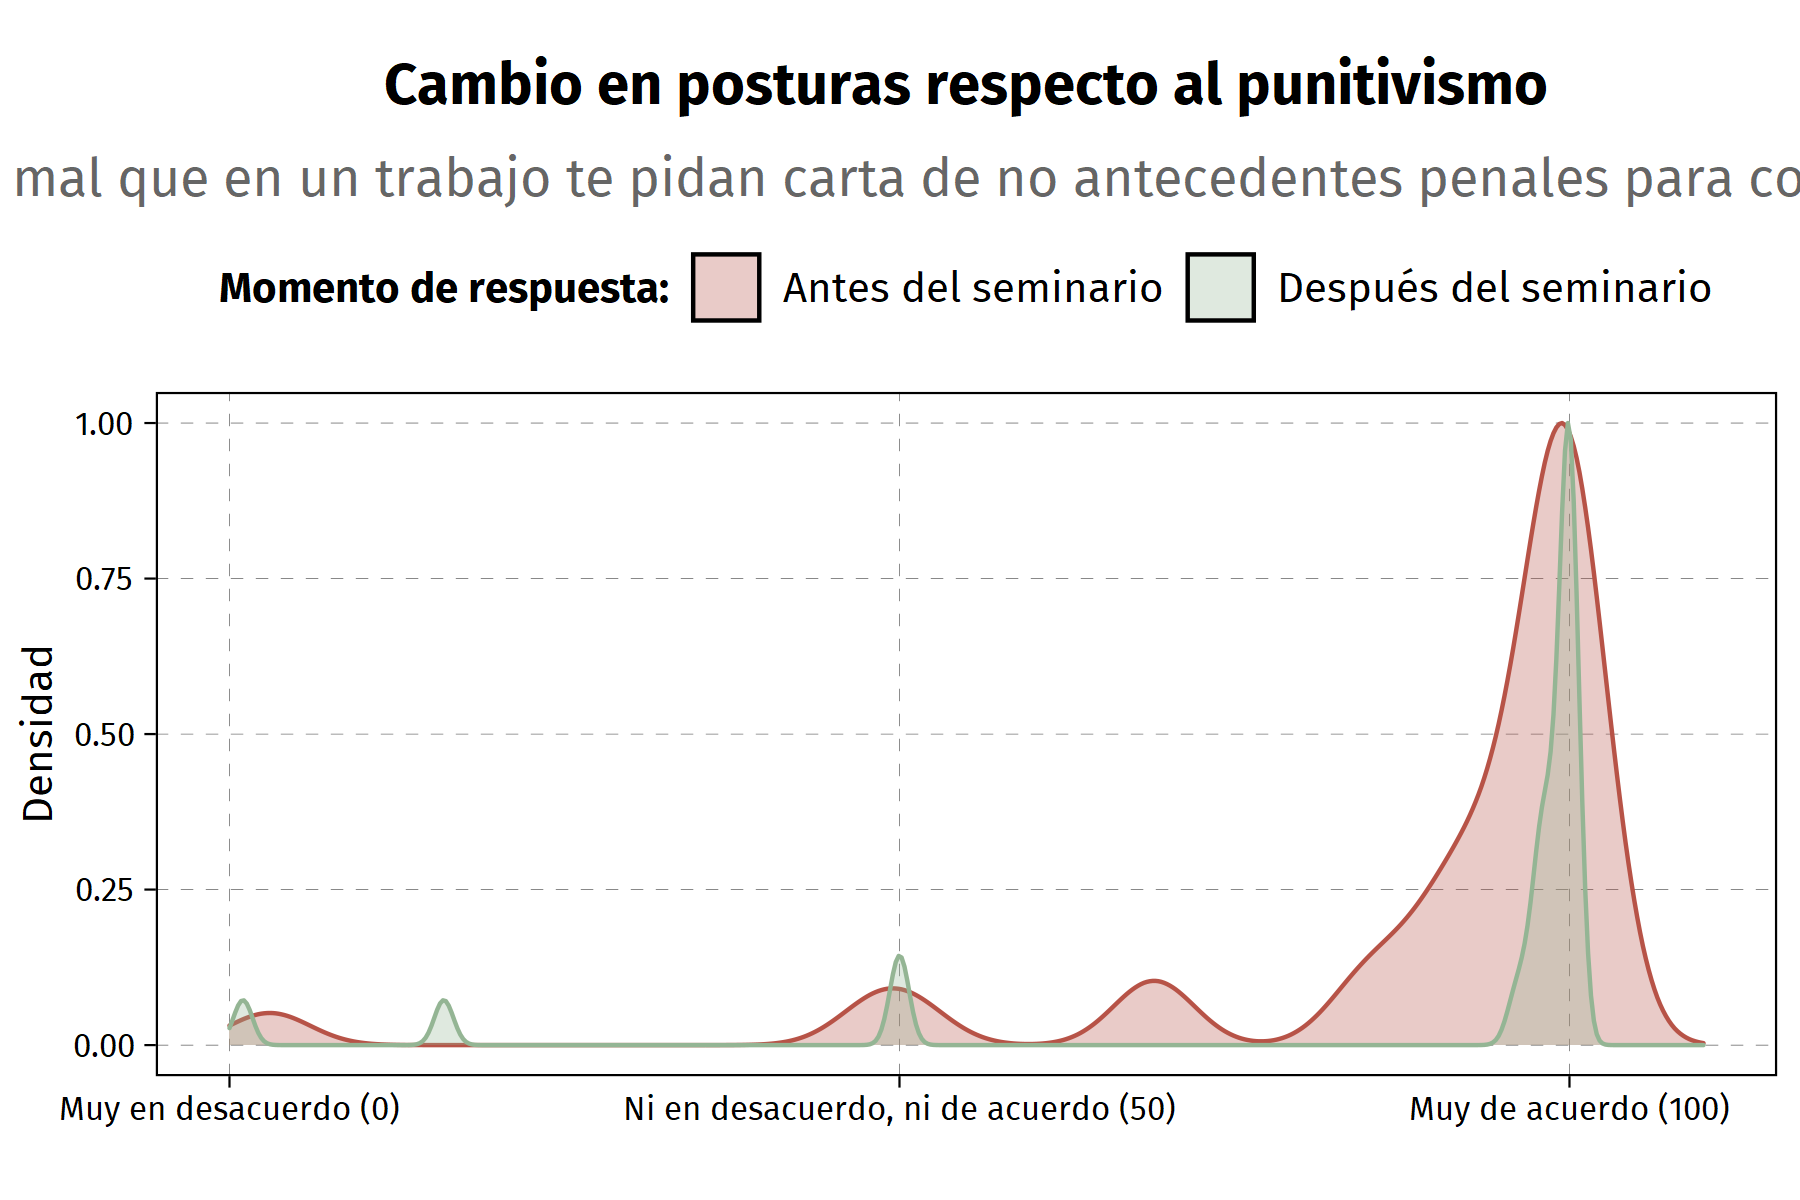 Cambio en posturas respecto al punitivismo
mal que en un trabajo te pidan carta de no antecedentes penales para co
Momento de respuesta: Antes del seminario Después del seminario
Densidad
1.00
0.75
0.50
0.25
0.00
Muy en desacuerdo (0) Ni en desacuerdo, ni de acuerdo (50) Muy de acuerdo (100)